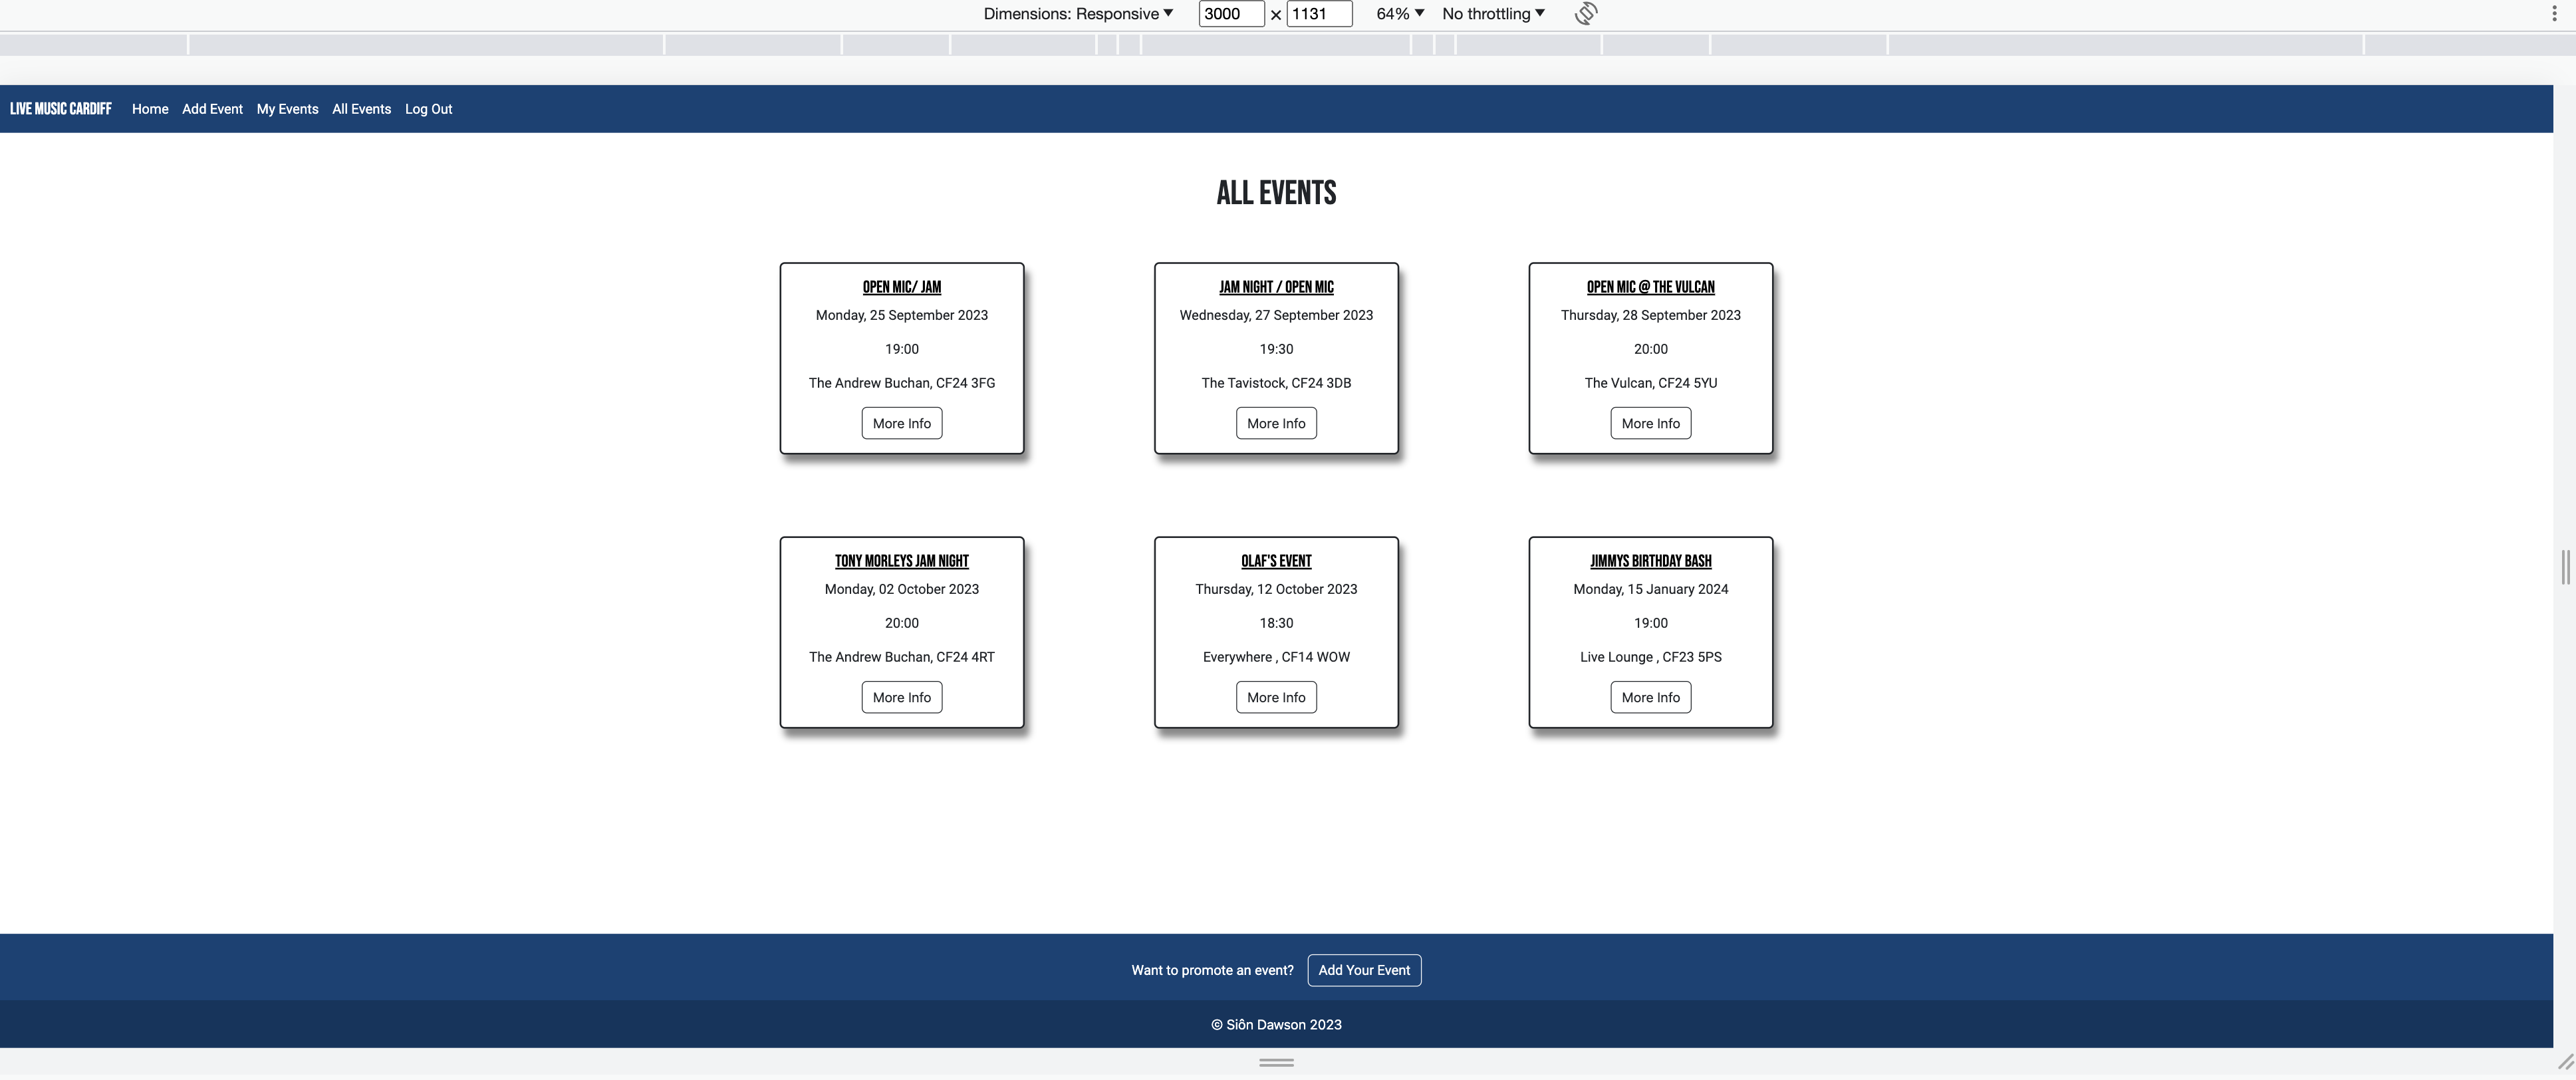 Dimensions: Responsive ▼ 3000 × 1131 64% ▼ No throttling ▼
LIVE MUSIC CARDIFF Home Add Event My Events All Events Log Out
ALL EVENTS
OPEN MIC/ JAM
Monday, 25 September 2023
19:00
The Andrew Buchan, CF24 3FG
More Info
JAM NIGHT / OPEN MIC
Wednesday, 27 September 2023
19:30
The Tavistock, CF24 3DB
More Info
OPEN MIC @ THE VULCAN
Thursday, 28 September 2023
20:00
The Vulcan, CF24 5YU
More Info
TONY MORLEYS JAM NIGHT
Monday, 02 October 2023
20:00
The Andrew Buchan, CF24 4RT
More Info
OLAF'S EVENT
Thursday, 12 October 2023
18:30
Everywhere , CF14 WOW
More Info
JIMMYS BIRTHDAY BASH
Monday, 15 January 2024
19:00
Live Lounge , CF23 5PS
More Info
Want to promote an event? Add Your Event
© Siôn Dawson 2023